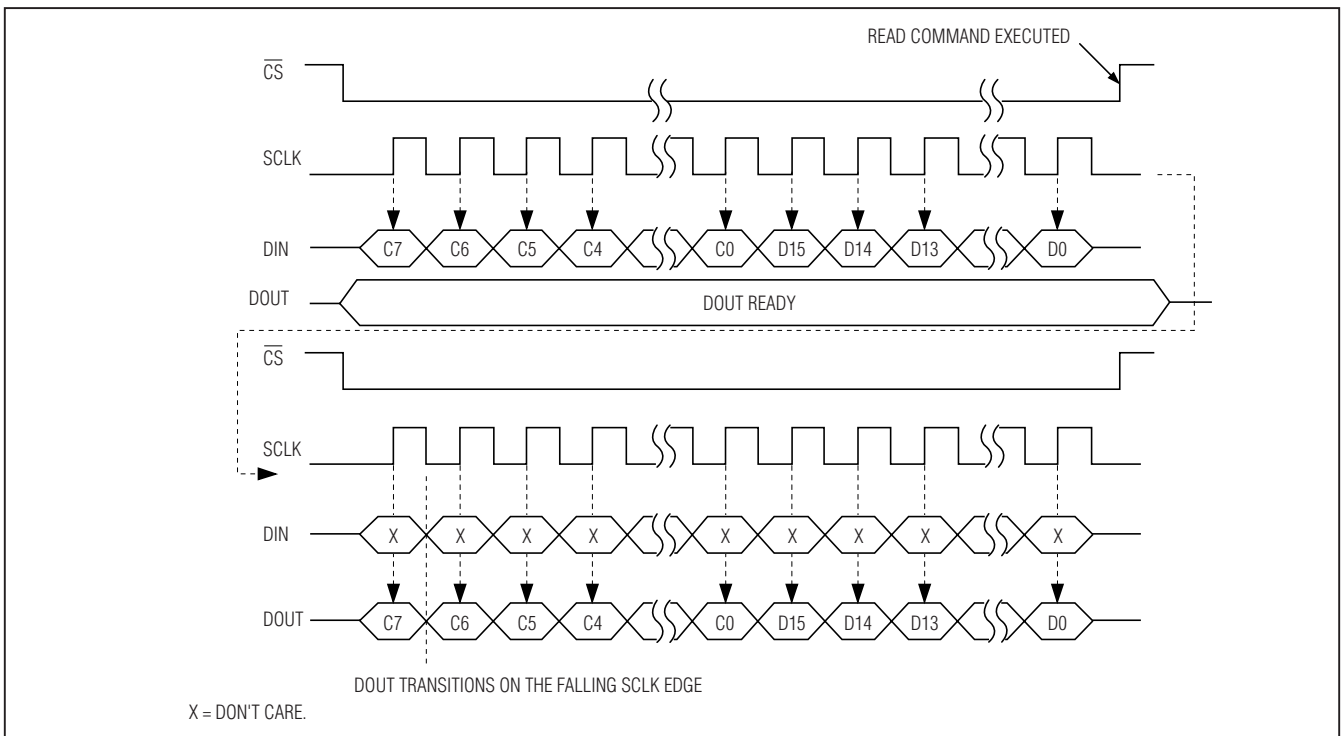 READ COMMAND EXECUTED
CS
SCLK
DIN C7 C6 C5 C4 C0 D15 D14 D13 D0
DOUT DOUT READY
CS
SCLK
DIN X X X X X X X X X
DOUT C7 C6 C5 C4 C0 D15 D14 D13 D0
DOUT TRANSITIONS ON THE FALLING SCLK EDGE
X = DON'T CARE.